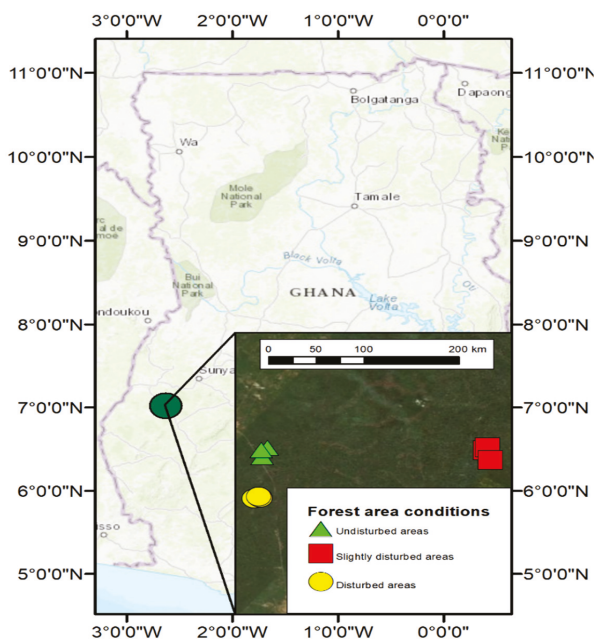 3°0'0"W 2°0'0"W 1°0'0"W 0°0'0"
11°0'0"N 11°0'0"N
Bolgatanga
Dapaong
Wa
10°0'0"N 10°0'0"N
Mole
National
Park
Tamale
9°0'0"N 9°0'0"N
Black Volta
Bui
National
Park
GHANA
Lake
Volta
Oti
ndoukou
8°0'0"N 8°0'0"N
0 50 100 200 km
Sunya
7°0'0"N 7°0'0"N
6°0'0"N 6°0'0"N
Forest area conditions
Undisturbed areas
Slightly disturbed areas
Disturbed areas
isso
5°0'0"N 5°0'0"N
3°0'0"W 2°0'0"W 1°0'0"W 0°0'0"